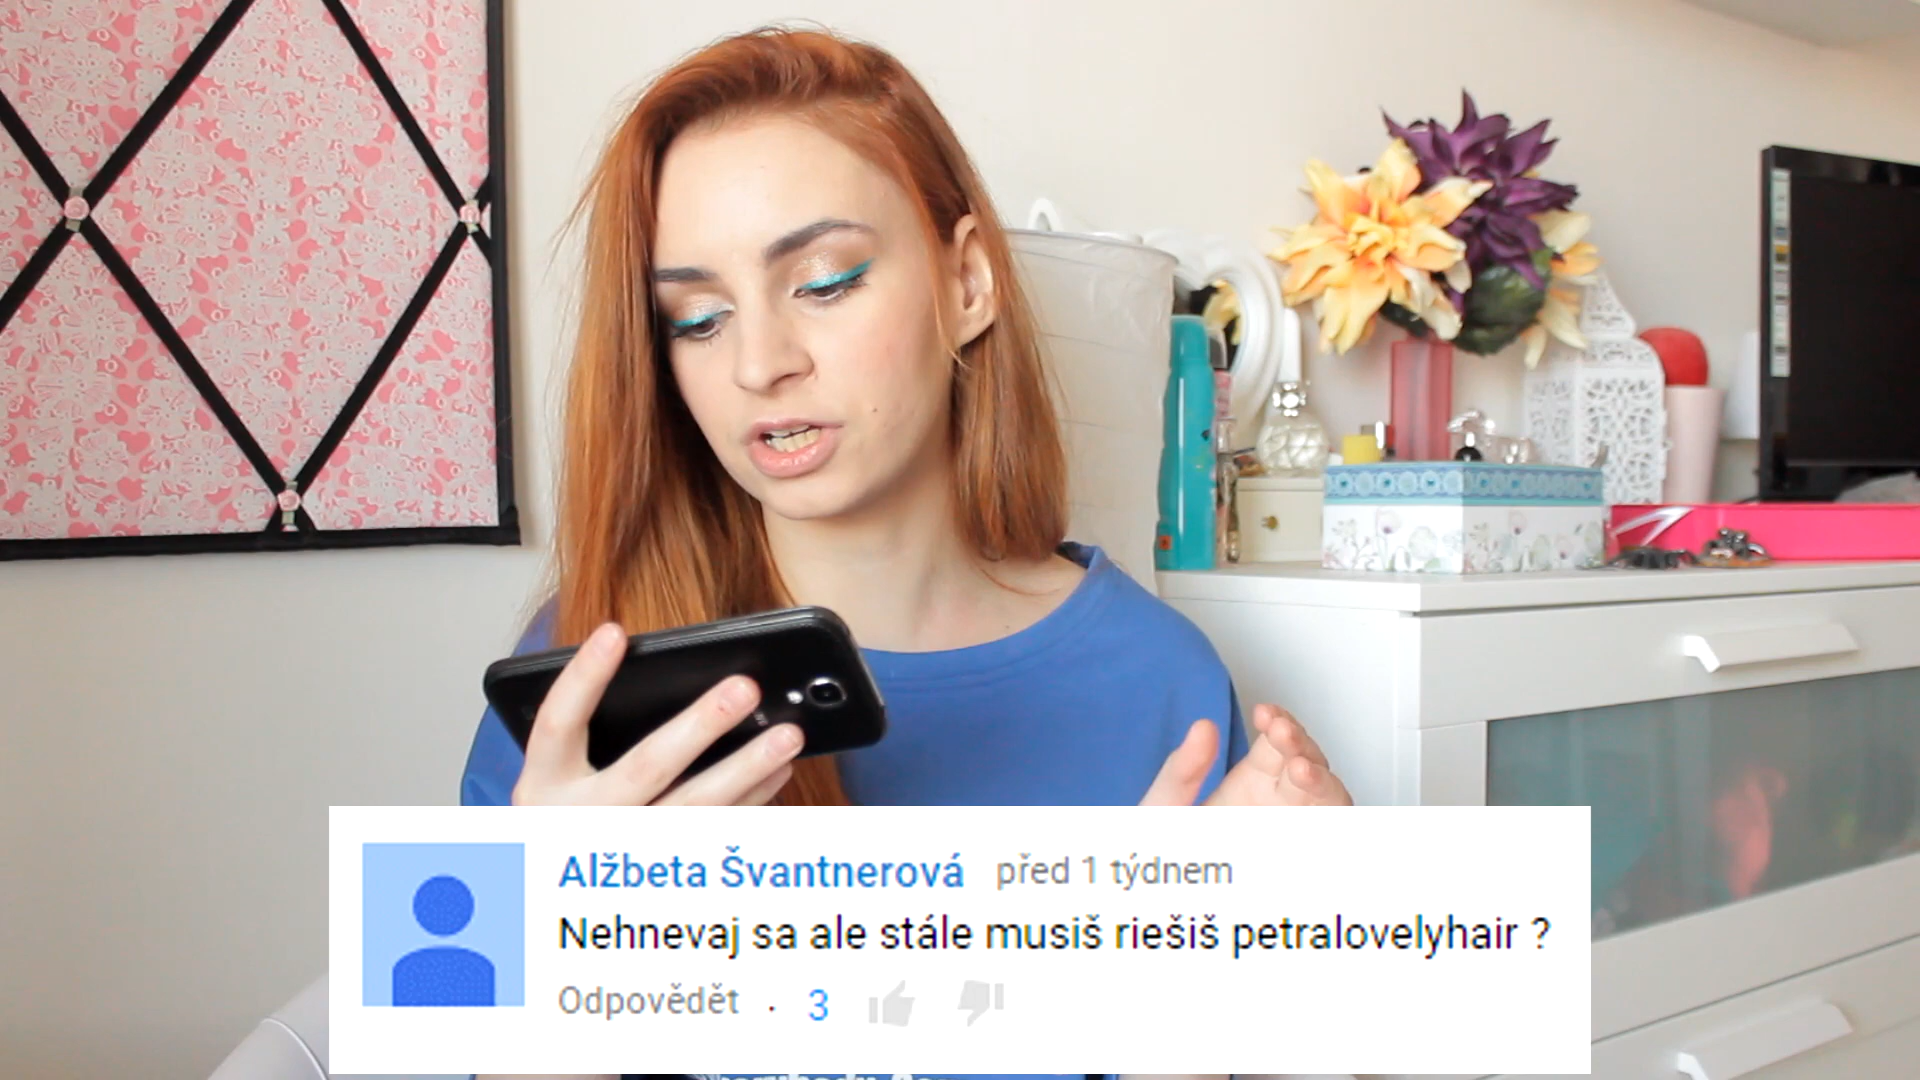 Alžbeta Švantnerová před 1 týdnem
Nehnevaj sa ale stále musiš riešiš petralovelyhair ?
Odpovědět · 3